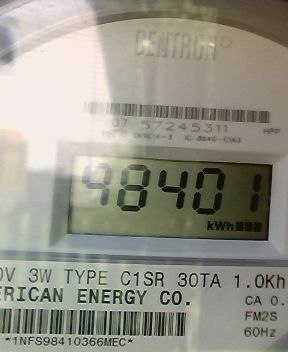 CENTRON®
07 57245311
98401
kWh
0V 3W TYPE C1SR 30TA 1.0Kh
ERICAN ENERGY CO.
CA 0.
FM2S
*1NFS98410366MEC*
60Hz